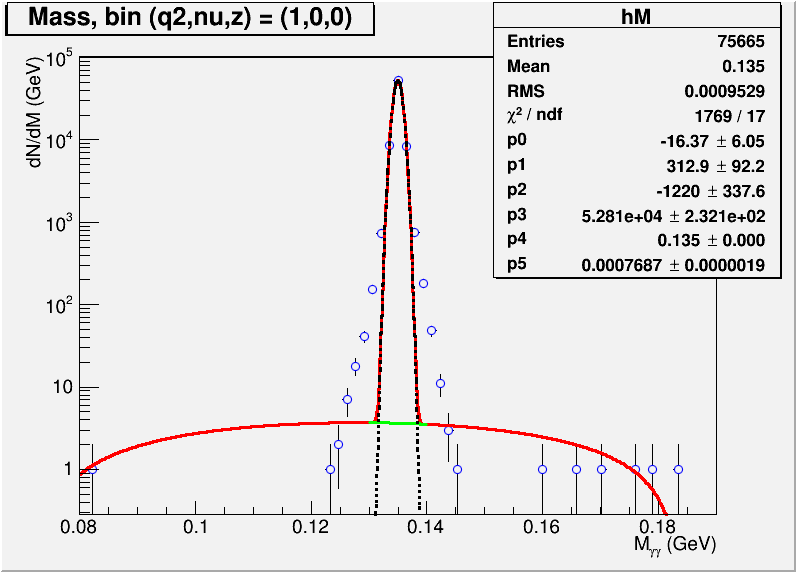 Mass, bin (q2,nu,z) = (1,0,0)
hM
Entries 75665
Mean 0.135
RMS 0.0009529
χ² / ndf 1769 / 17
p0 -16.37 ± 6.05
p1 312.9 ± 92.2
p2 -1220 ± 337.6
p3 5.281e+04 ± 2.321e+02
p4 0.135 ± 0.000
p5 0.0007687 ± 0.0000019
dN/dM (GeV)
10⁵
10⁴
10³
10²
10
1
0.08 0.1 0.12 0.14 0.16 0.18
Mγγ (GeV)